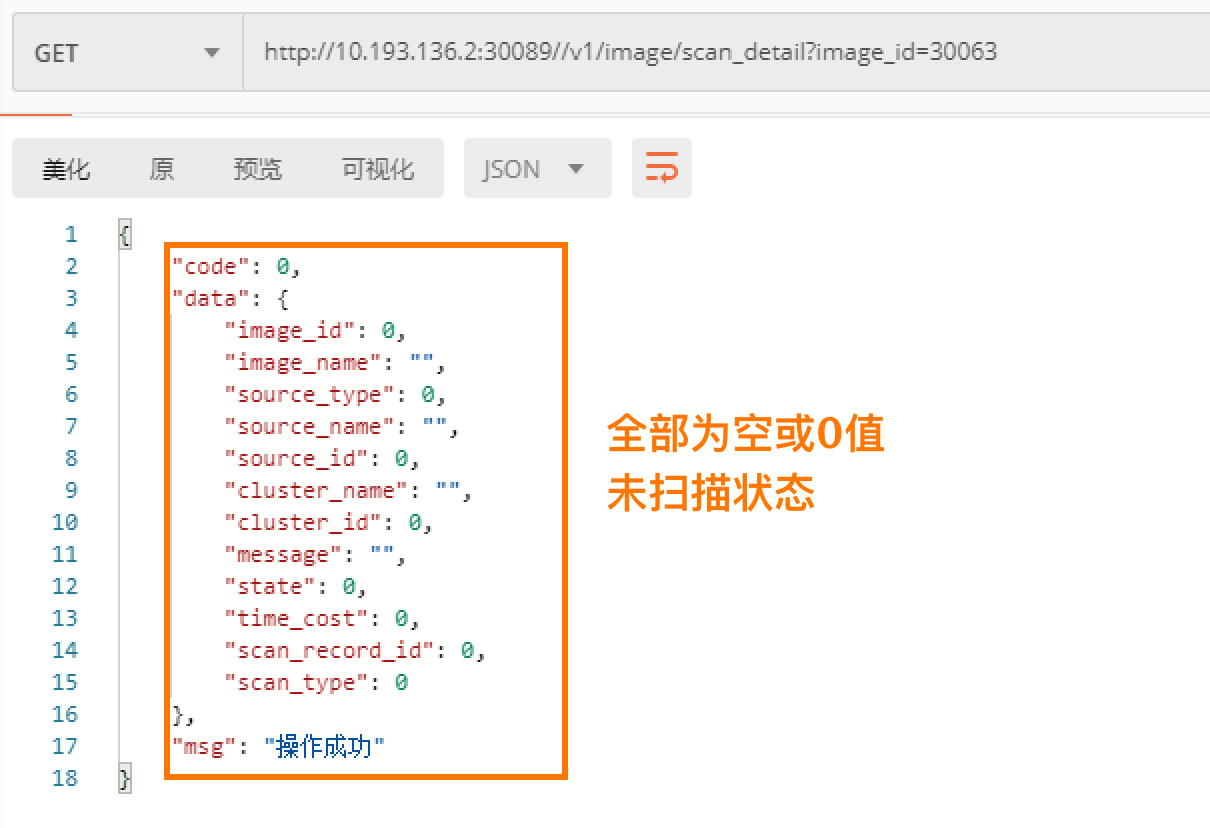 GET http://10.193.136.2:30089//v1/image/scan_detail?image_id=30063
美化 原 预览 可视化 JSON
1 {
2 "code": 0,
3 "data": {
4 "image_id": 0,
5 "image_name": "",
6 "source_type": 0,
7 "source_name": "",
8 "source_id": 0,
9 "cluster_name": "",
10 "cluster_id": 0,
11 "message": "",
12 "state": 0,
13 "time_cost": 0,
14 "scan_record_id": 0,
15 "scan_type": 0
16 },
17 "msg": "操作成功"
18 }
全部为空或0值
未扫描状态